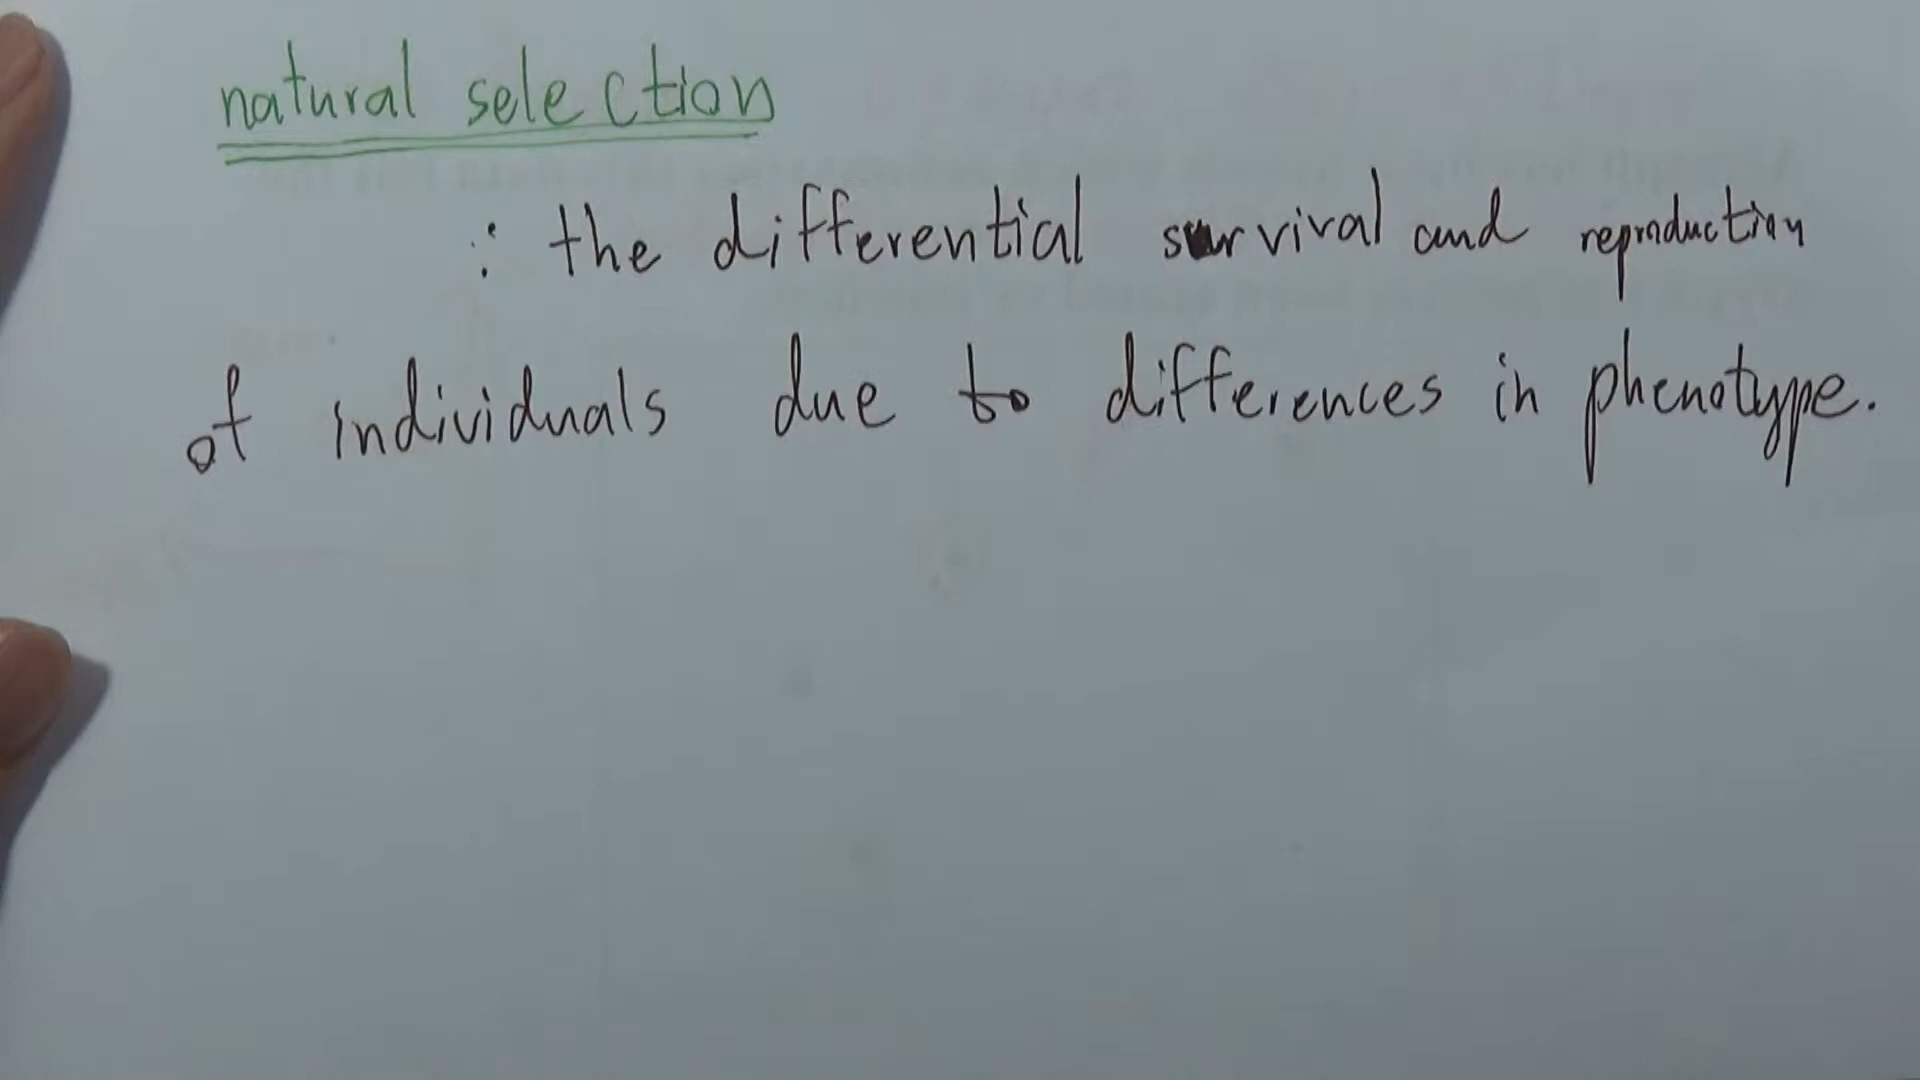 natural selection
: the differential survival and reproduction
of individuals due to differences in phenotype.